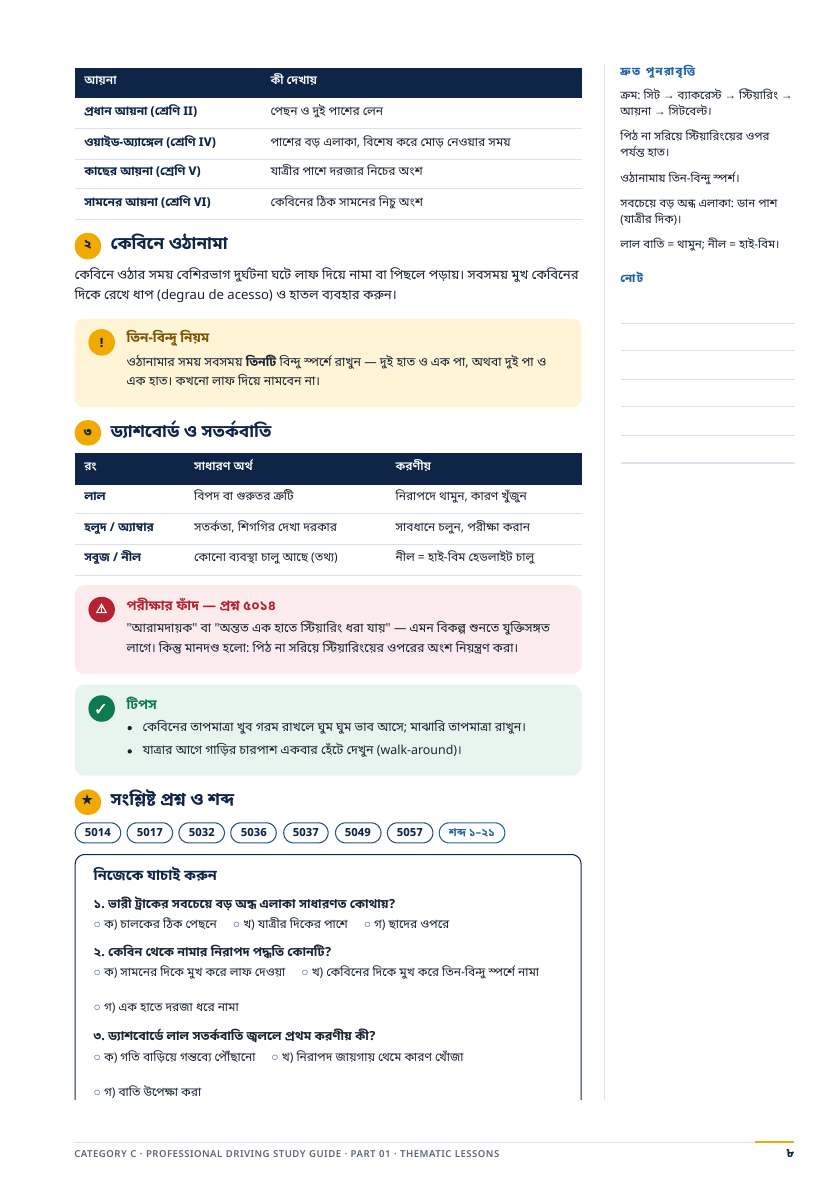 আয়না কী দেখায়
প্রধান আয়না (শ্রেণি II) পেছন ও দুই পাশের লেন
ওয়াইড-অ্যাঙ্গেল (শ্রেণি IV) পাশের বড় এলাকা, বিশেষ করে মোড় নেওয়ার সময়
কাছের আয়না (শ্রেণি V) যাত্রীর পাশে দরজার নিচের অংশ
সামনের আয়না (শ্রেণি VI) কেবিনের ঠিক সামনের নিচু অংশ
২ কেবিনে ওঠানামা
কেবিনে ওঠার সময় বেশিরভাগ দুর্ঘটনা ঘটে লাফ দিয়ে নামা বা পিছলে পড়ায়। সবসময় মুখ কেবিনের
দিকে রেখে ধাপ (degrau de acesso) ও হাতল ব্যবহার করুন।
! তিন-বিন্দু নিয়ম
ওঠানামার সময় সবসময় তিনটি বিন্দু স্পর্শে রাখুন — দুই হাত ও এক পা, অথবা দুই পা ও
এক হাত। কখনো লাফ দিয়ে নামবেন না।
৩ ড্যাশবোর্ড ও সতর্কবাতি
রং সাধারণ অর্থ করণীয়
লাল বিপদ বা গুরুতর ত্রুটি নিরাপদে থামুন, কারণ খুঁজুন
হলুদ / অ্যাম্বার সতর্কতা, শিগগির দেখা দরকার সাবধানে চলুন, পরীক্ষা করান
সবুজ / নীল কোনো ব্যবস্থা চালু আছে (তথ্য) নীল = হাই-বিম হেডলাইট চালু
⚠ পরীক্ষার ফাঁদ — প্রশ্ন ৫০১৪
"আরামদায়ক" বা "অন্তত এক হাতে স্টিয়ারিং ধরা যায়" — এমন বিকল্প শুনতে যুক্তিসঙ্গত
লাগে। কিন্তু মানদণ্ড হলো: পিঠ না সরিয়ে স্টিয়ারিংয়ের ওপরের অংশ নিয়ন্ত্রণ করা।
✓ টিপস
• কেবিনের তাপমাত্রা খুব গরম রাখলে ঘুম ঘুম ভাব আসে; মাঝারি তাপমাত্রা রাখুন।
• যাত্রার আগে গাড়ির চারপাশ একবার হেঁটে দেখুন (walk-around)।
★ সংশ্লিষ্ট প্রশ্ন ও শব্দ
5014 5017 5032 5036 5037 5049 5057 শব্দ ১–২১
নিজেকে যাচাই করুন
১. ভারী ট্রাকের সবচেয়ে বড় অন্ধ এলাকা সাধারণত কোথায়?
○ ক) চালকের ঠিক পেছনে ○ খ) যাত্রীর দিকের পাশে ○ গ) ছাদের ওপরে
২. কেবিন থেকে নামার নিরাপদ পদ্ধতি কোনটি?
○ ক) সামনের দিকে মুখ করে লাফ দেওয়া ○ খ) কেবিনের দিকে মুখ করে তিন-বিন্দু স্পর্শে নামা
○ গ) এক হাতে দরজা ধরে নামা
৩. ড্যাশবোর্ডে লাল সতর্কবাতি জ্বললে প্রথম করণীয় কী?
○ ক) গতি বাড়িয়ে গন্তব্যে পৌঁছানো ○ খ) নিরাপদ জায়গায় থেমে কারণ খোঁজা
○ গ) বাতি উপেক্ষা করা
দ্রুত পুনরাবৃত্তি
ক্রম: সিট → ব্যাকরেস্ট → স্টিয়ারিং →
আয়না → সিটবেল্ট।
পিঠ না সরিয়ে স্টিয়ারিংয়ের ওপর
পর্যন্ত হাত।
ওঠানামায় তিন-বিন্দু স্পর্শ।
সবচেয়ে বড় অন্ধ এলাকা: ডান পাশ
(যাত্রীর দিক)।
লাল বাতি = থামুন; নীল = হাই-বিম।
নোট
CATEGORY C · PROFESSIONAL DRIVING STUDY GUIDE · PART 01 · THEMATIC LESSONS ৮